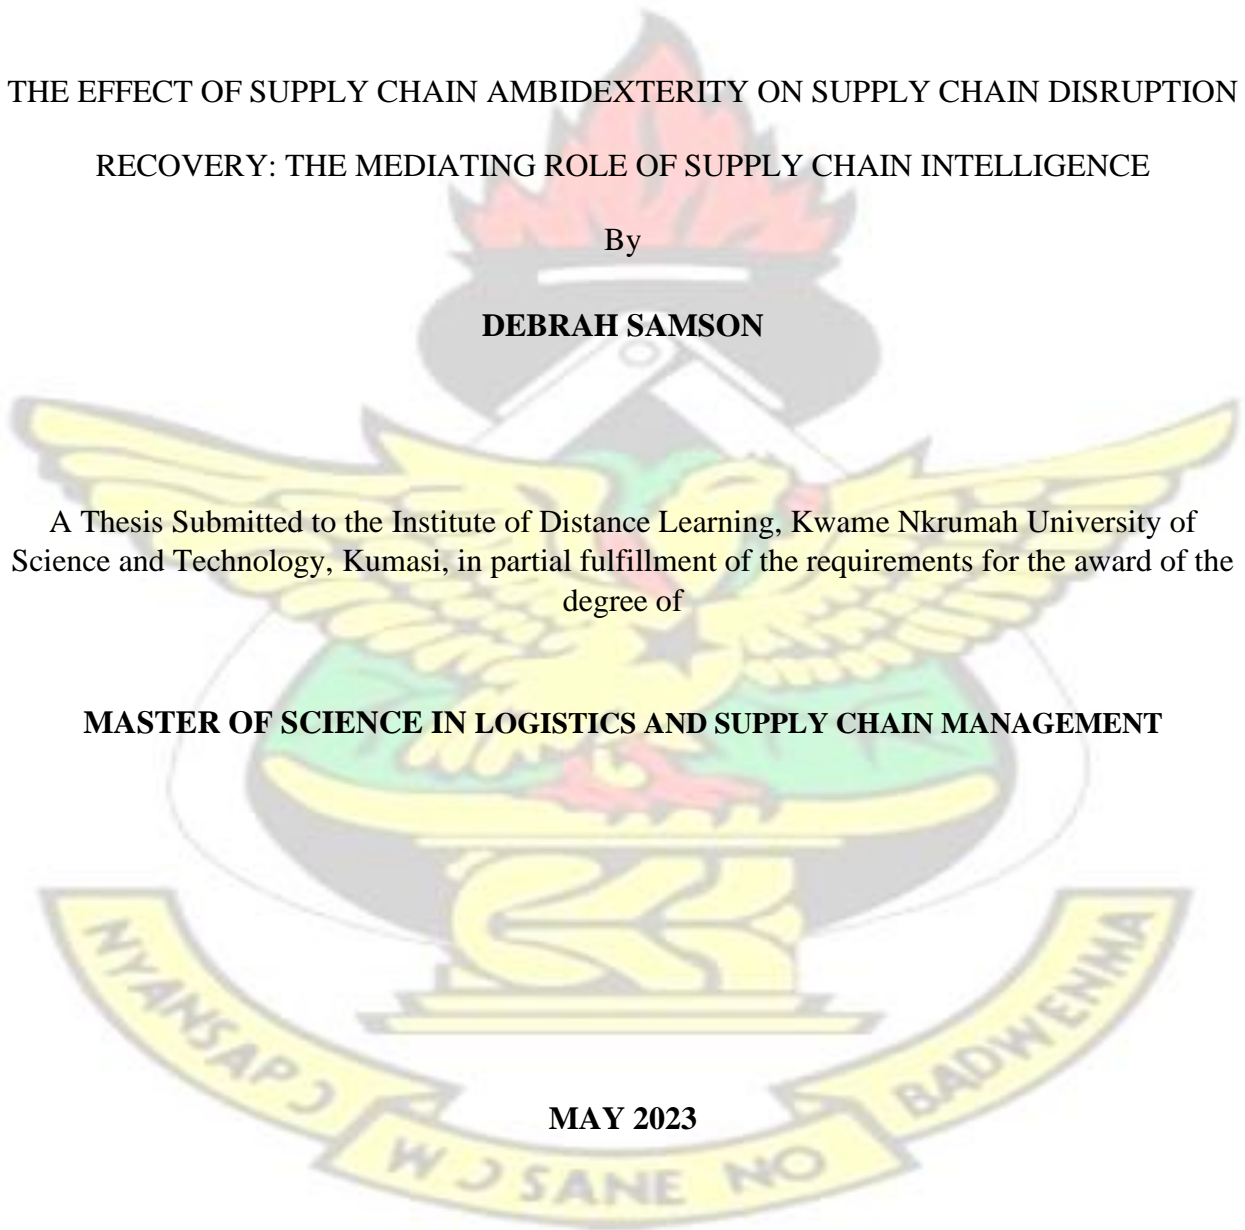 THE EFFECT OF SUPPLY CHAIN AMBIDEXTERITY ON SUPPLY CHAIN DISRUPTION
RECOVERY: THE MEDIATING ROLE OF SUPPLY CHAIN INTELLIGENCE
By
DEBRAH SAMSON
A Thesis Submitted to the Institute of Distance Learning, Kwame Nkrumah University of
Science and Technology, Kumasi, in partial fulfillment of the requirements for the award of the
degree of
MASTER OF SCIENCE IN LOGISTICS AND SUPPLY CHAIN MANAGEMENT
MAY 2023
NYANSAPƆ
WƆSANE NO
BADWENMA